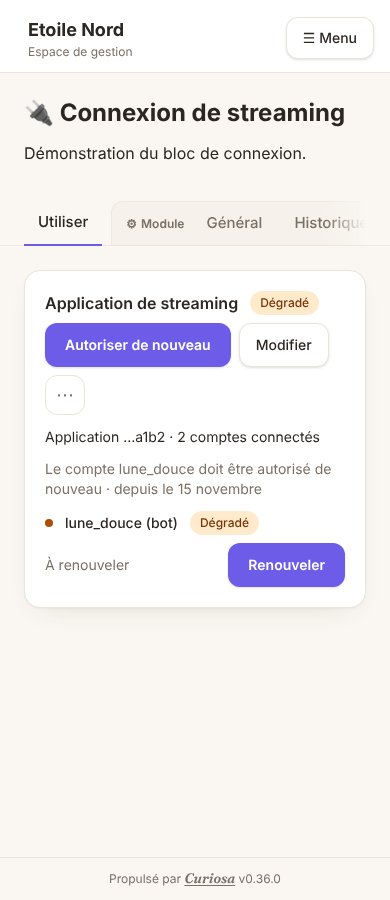 Etoile Nord
Espace de gestion
☰ Menu
🔌 Connexion de streaming
Démonstration du bloc de connexion.
Utiliser
⚙ Module
Général
Historique
Application de streaming
Dégradé
Autoriser de nouveau
Modifier
...
Application …a1b2 · 2 comptes connectés
Le compte lune_douce doit être autorisé de
nouveau · depuis le 15 novembre
lune_douce (bot)
Dégradé
À renouveler
Renouveler
Propulsé par Curiosa v0.36.0